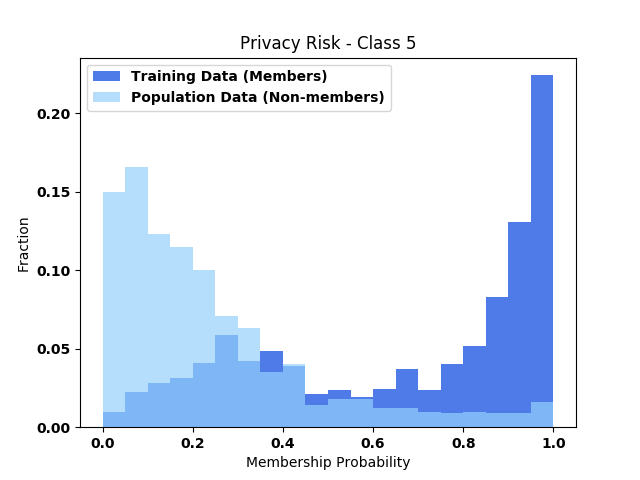 Privacy Risk - Class 5
Training Data (Members)
Population Data (Non-members)
Fraction
0.20
0.15
0.10
0.05
0.00
0.0 0.2 0.4 0.6 0.8 1.0
Membership Probability